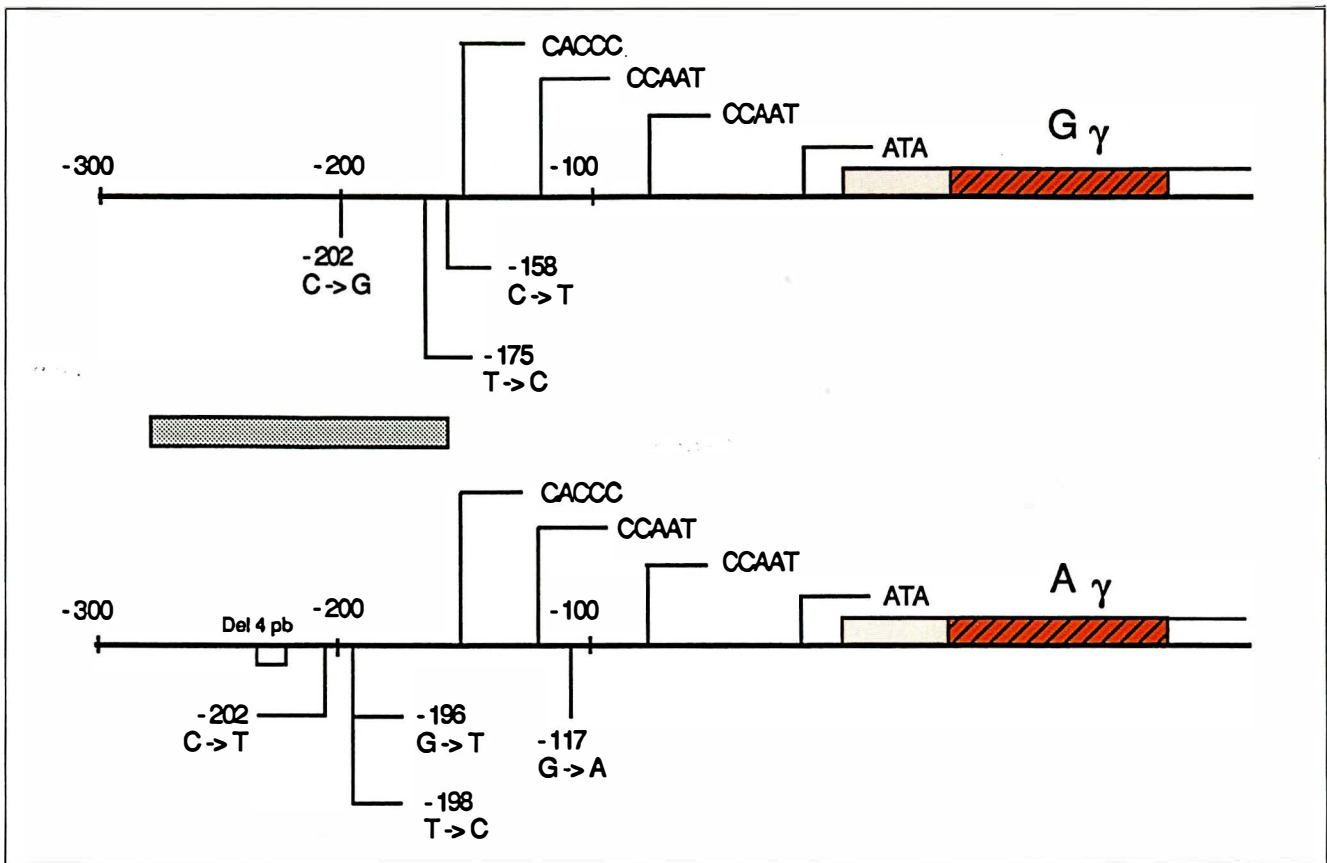 CACCC
CCAAT
CCAAT
ATA
G γ
-300
-200
-100
-202
C -> G
-158
C -> T
-175
T -> C
CACCC
CCAAT
CCAAT
ATA
A γ
-300
Del 4 pb
-200
-100
-202
C -> T
-196
G -> T
-117
G -> A
-198
T -> C